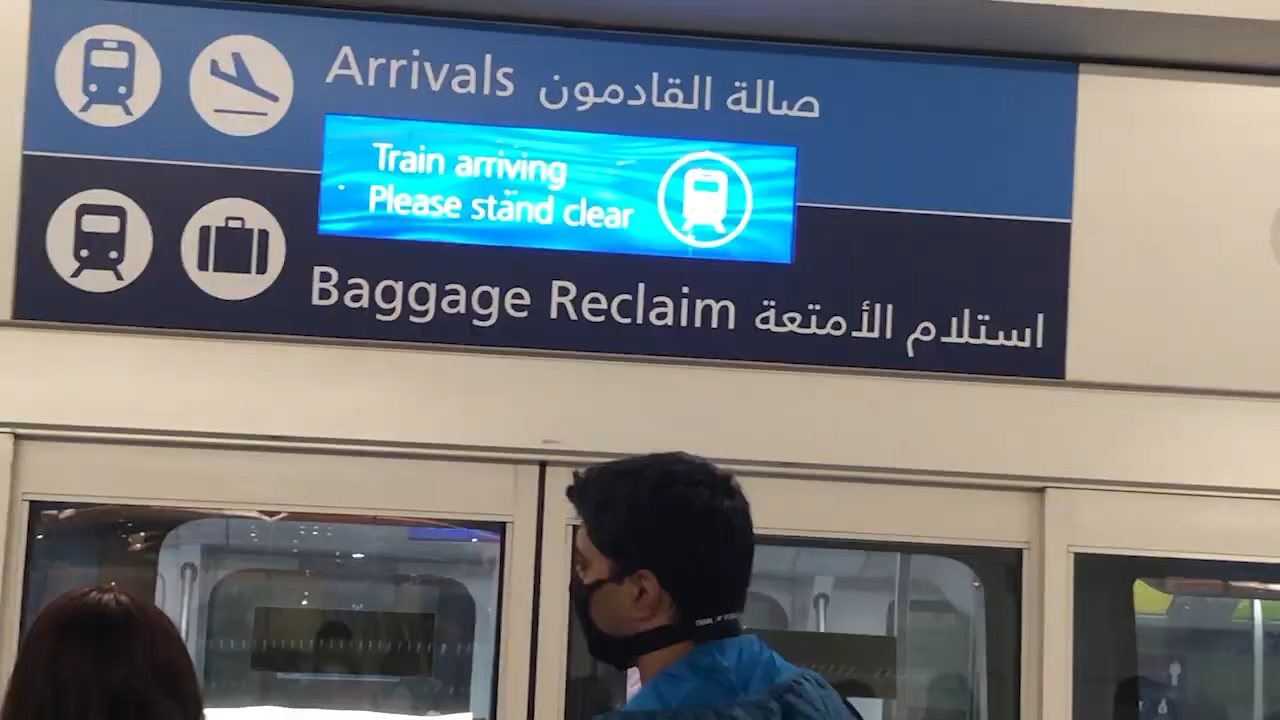 Arrivals صالة القادمون
Train arriving
Please stand clear
Baggage Reclaim استلام الأمتعة